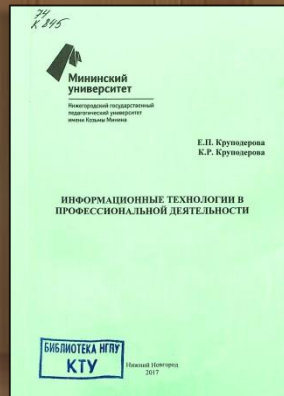 74
К 845
Мининский
университет
Нижегородский государственный
педагогический университет
имени Козьмы Минина
Е.П. Круподерова
К.Р. Круподерова
ИНФОРМАЦИОННЫЕ ТЕХНОЛОГИИ В
ПРОФЕССИОНАЛЬНОЙ ДЕЯТЕЛЬНОСТИ
БИБЛИОТЕКА НГПУ
КТУ
Нижний Новгород
2017